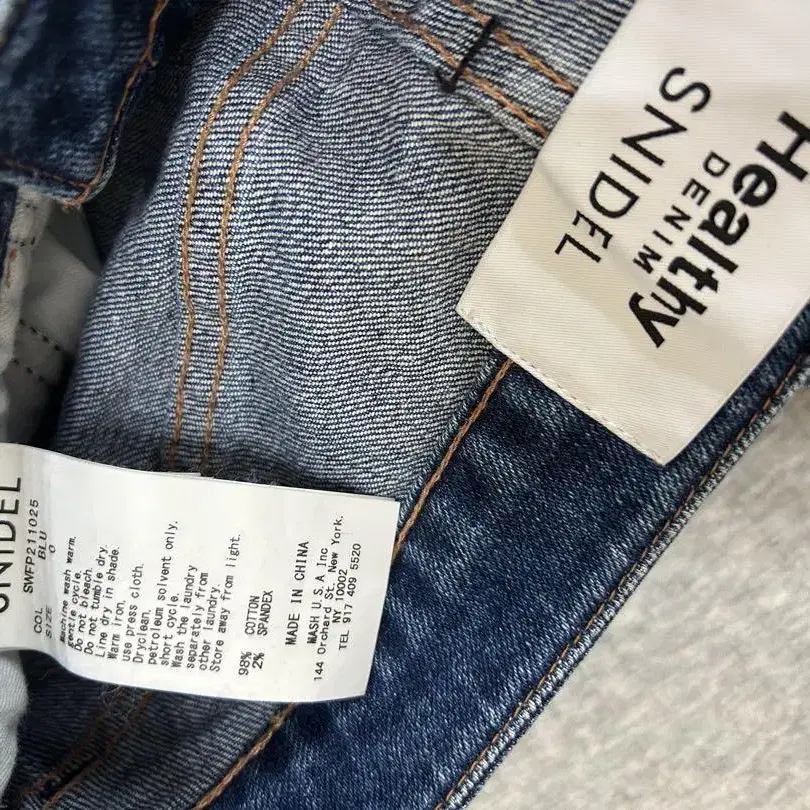 Healthy
DENIM
SNIDEL
SNIDEL
SWFP211025
COL BLU
SIZE 0
Machine wash warm.
gentle cycle.
Do not bleach.
Do not tumble dry.
Line dry in shade.
Warm iron.
use press cloth.
Dryclean.
petroleum solvent only.
short cycle.
Wash the laundry
separately from
other laundry.
Store away from light.
98% COTTON
2% SPANDEX
MADE IN CHINA
MASH U.S.A Inc
144 Orchard St, New York.
NY 10002
TEL 917 409 5520